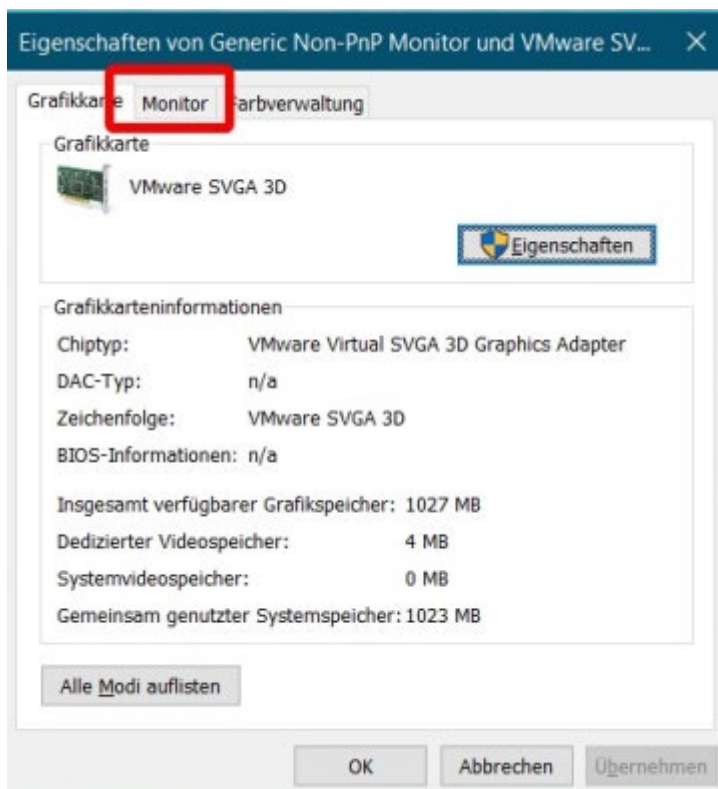 Eigenschaften von Generic Non-PnP Monitor und VMware SV...
Grafikkarte Monitor Farbverwaltung
Grafikkarte
VMware SVGA 3D
Eigenschaften
Grafikkarteninformationen
Chiptyp: VMware Virtual SVGA 3D Graphics Adapter
DAC-Typ: n/a
Zeichenfolge: VMware SVGA 3D
BIOS-Informationen: n/a
Insgesamt verfügbarer Grafikspeicher: 1027 MB
Dedizierter Videospeicher: 4 MB
Systemvideospeicher: 0 MB
Gemeinsam genutzter Systemspeicher: 1023 MB
Alle Modi auflisten
OK Abbrechen Übernehmen